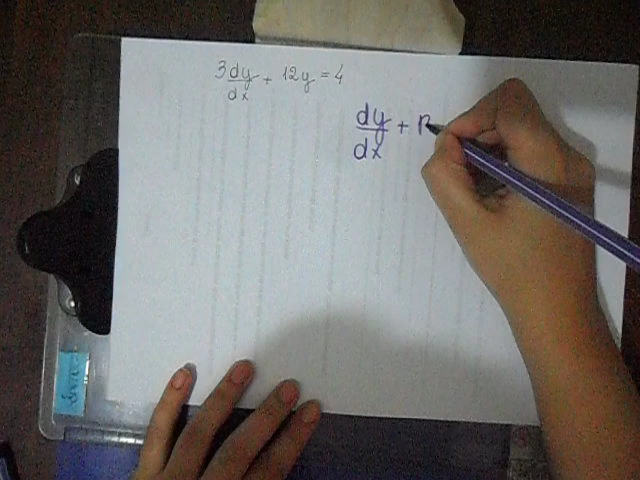 3dy/dx + 12y = 4
dy/dx +